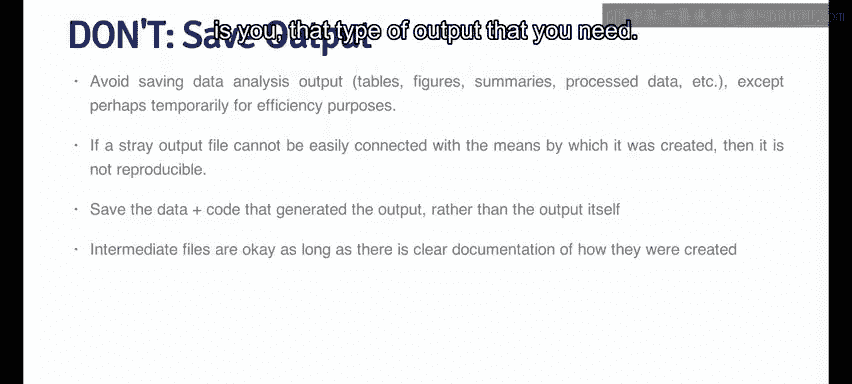 DON'T: Save Output
is you, that type of output that you need.
· Avoid saving data analysis output (tables, figures, summaries, processed data, etc.), except
perhaps temporarily for efficiency purposes.
· If a stray output file cannot be easily connected with the means by which it was created, then it is
not reproducible.
· Save the data + code that generated the output, rather than the output itself
· Intermediate files are okay as long as there is clear documentation of how they were created